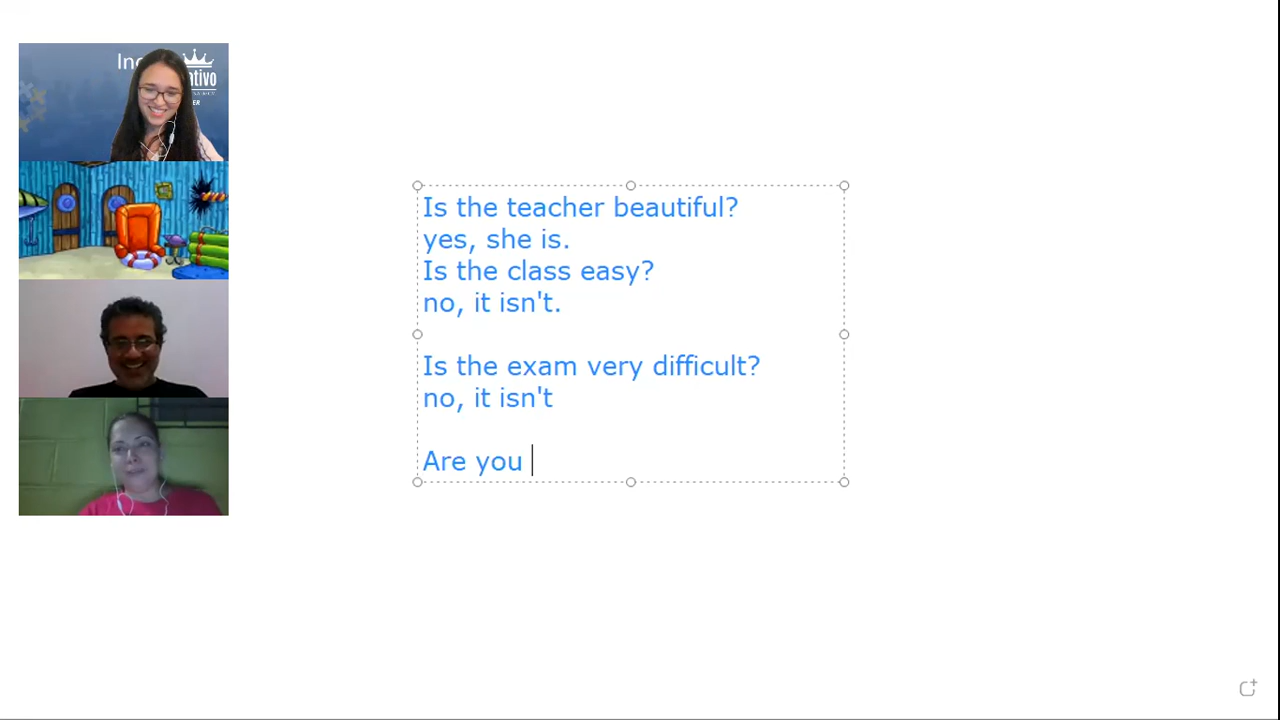 Is the teacher beautiful?
yes, she is.
Is the class easy?
no, it isn't.
Is the exam very difficult?
no, it isn't
Are you